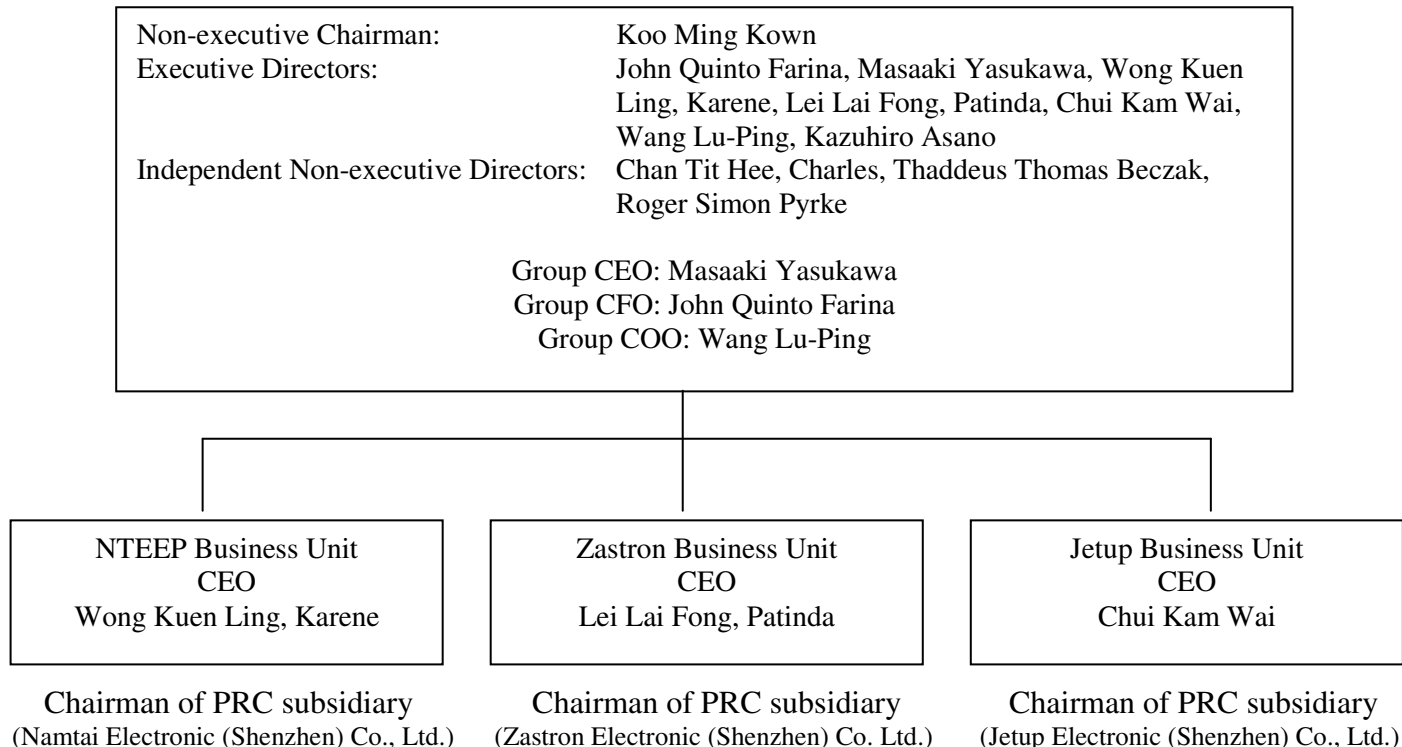 Non-executive Chairman: Koo Ming Kown
Executive Directors: John Quinto Farina, Masaaki Yasukawa, Wong Kuen
Ling, Karene, Lei Lai Fong, Patinda, Chui Kam Wai,
Wang Lu-Ping, Kazuhiro Asano
Independent Non-executive Directors: Chan Tit Hee, Charles, Thaddeus Thomas Beczak,
Roger Simon Pyrke
Group CEO: Masaaki Yasukawa
Group CFO: John Quinto Farina
Group COO: Wang Lu-Ping
NTEEP Business Unit
CEO
Wong Kuen Ling, Karene
Chairman of PRC subsidiary
(Namtai Electronic (Shenzhen) Co., Ltd.)
Zastron Business Unit
CEO
Lei Lai Fong, Patinda
Chairman of PRC subsidiary
(Zastron Electronic (Shenzhen) Co. Ltd.)
Jetup Business Unit
CEO
Chui Kam Wai
Chairman of PRC subsidiary
(Jetup Electronic (Shenzhen) Co., Ltd.)